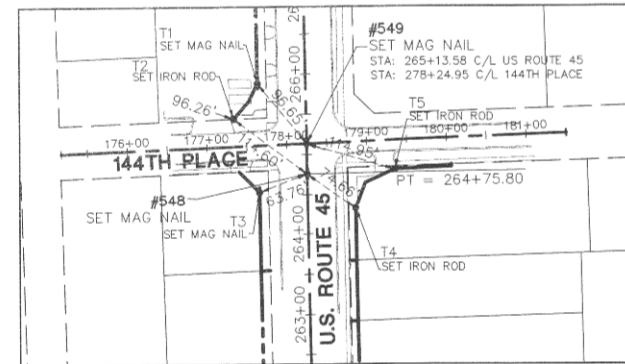 T1
SET MAG NAIL
T2
SET IRON ROD
96.26'
#549
SET MAG NAIL
STA: 265+13.58 C/L US ROUTE 45
STA: 278+24.95 C/L 144TH PLACE
266+00
T5
SET IRON ROD
176+00
177+00
178+00
179+00
180+00
181+00
144TH PLACE
PT = 264+75.80
#548
SET MAG NAIL
63.76'
T3
SET MAG NAIL
264+00
U.S. ROUTE 45
T4
SET IRON ROD
263+00